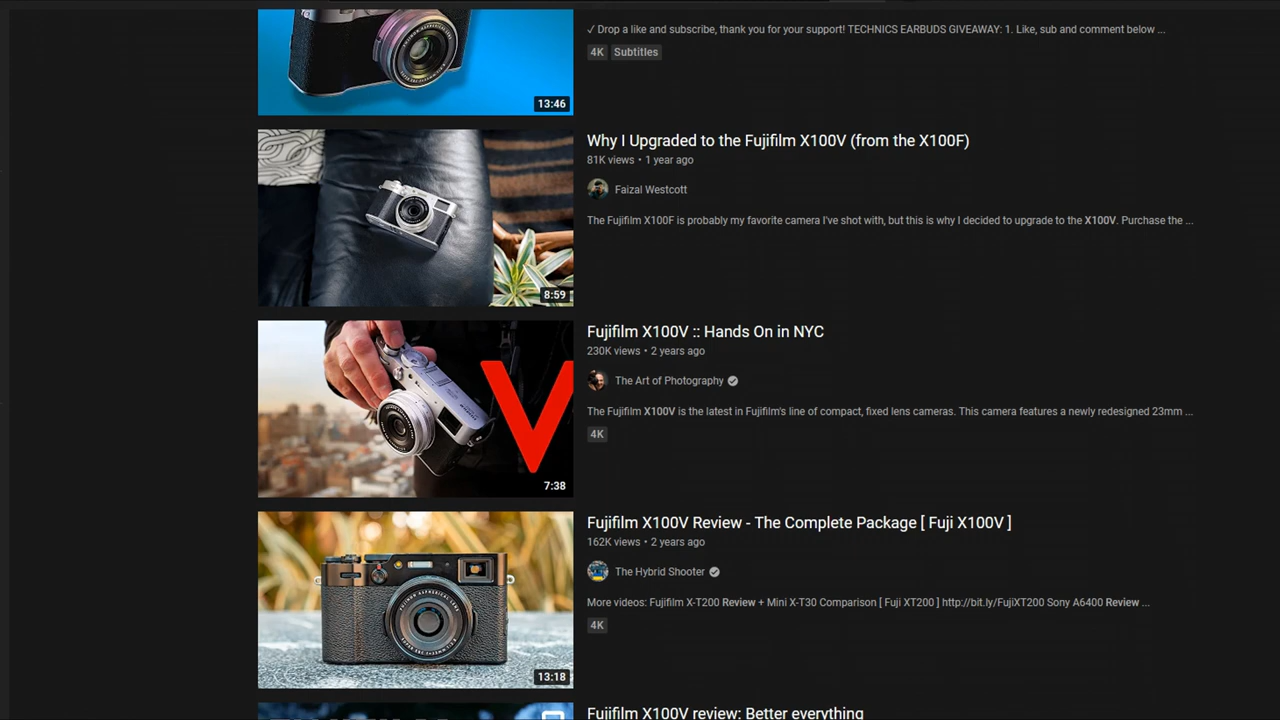 ✓ Drop a like and subscribe, thank you for your support! TECHNICS EARBUDS GIVEAWAY: 1. Like, sub and comment below ...
4K Subtitles
13:46
Why I Upgraded to the Fujifilm X100V (from the X100F)
81K views • 1 year ago
Faizal Westcott
The Fujifilm X100F is probably my favorite camera I've shot with, but this is why I decided to upgrade to the X100V. Purchase the ...
8:59
Fujifilm X100V :: Hands On in NYC
230K views • 2 years ago
The Art of Photography
The Fujifilm X100V is the latest in Fujifilm's line of compact, fixed lens cameras. This camera features a newly redesigned 23mm ...
4K
V
7:38
Fujifilm X100V Review - The Complete Package [ Fuji X100V ]
162K views • 2 years ago
The Hybrid Shooter
More videos: Fujifilm X-T200 Review + Mini X-T30 Comparison [ Fuji XT200 ] http://bit.ly/FujiXT200 Sony A6400 Review ...
4K
13:18
Fujifilm X100V review: Better everything